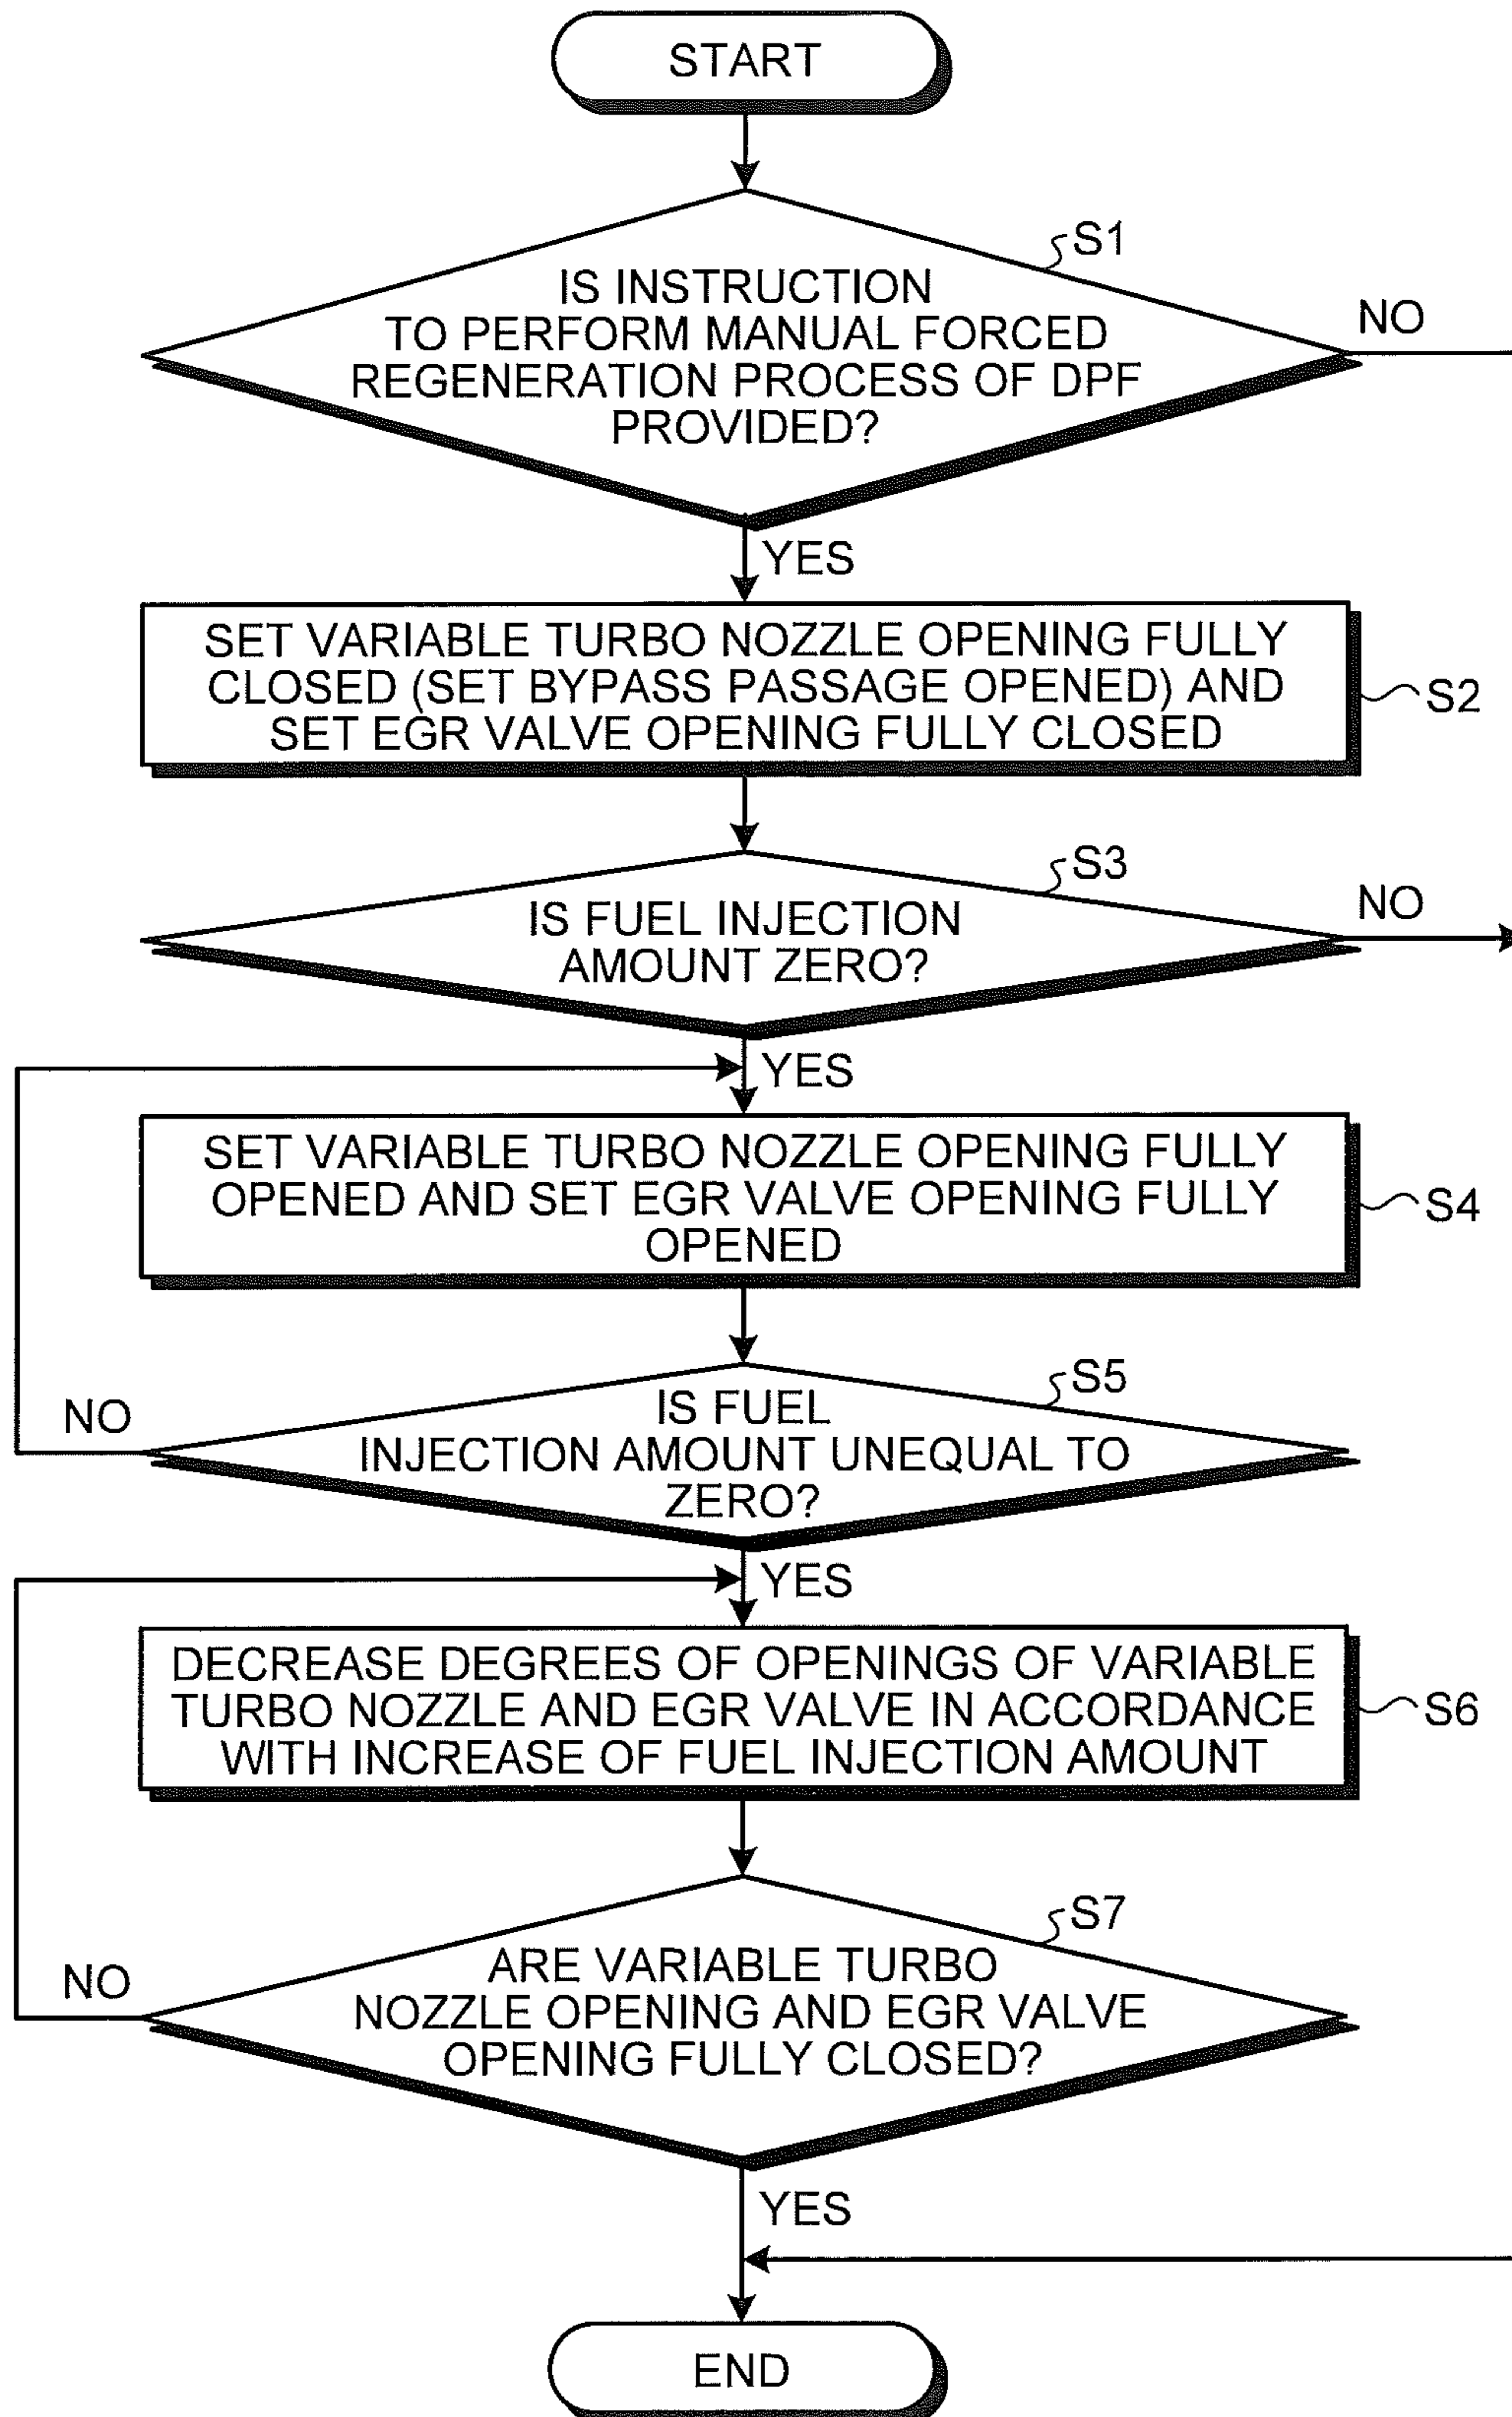 START
S1
IS INSTRUCTION
TO PERFORM MANUAL FORCED
REGENERATION PROCESS OF DPF
PROVIDED?
NO
YES
SET VARIABLE TURBO NOZZLE OPENING FULLY
CLOSED (SET BYPASS PASSAGE OPENED) AND
SET EGR VALVE OPENING FULLY CLOSED
S2
S3
IS FUEL INJECTION
AMOUNT ZERO?
NO
YES
SET VARIABLE TURBO NOZZLE OPENING FULLY
OPENED AND SET EGR VALVE OPENING FULLY
OPENED
S4
S5
IS FUEL
INJECTION AMOUNT UNEQUAL TO
ZERO?
NO
YES
DECREASE DEGREES OF OPENINGS OF VARIABLE
TURBO NOZZLE AND EGR VALVE IN ACCORDANCE
WITH INCREASE OF FUEL INJECTION AMOUNT
S6
S7
ARE VARIABLE TURBO
NOZZLE OPENING AND EGR VALVE
OPENING FULLY CLOSED?
NO
YES
END